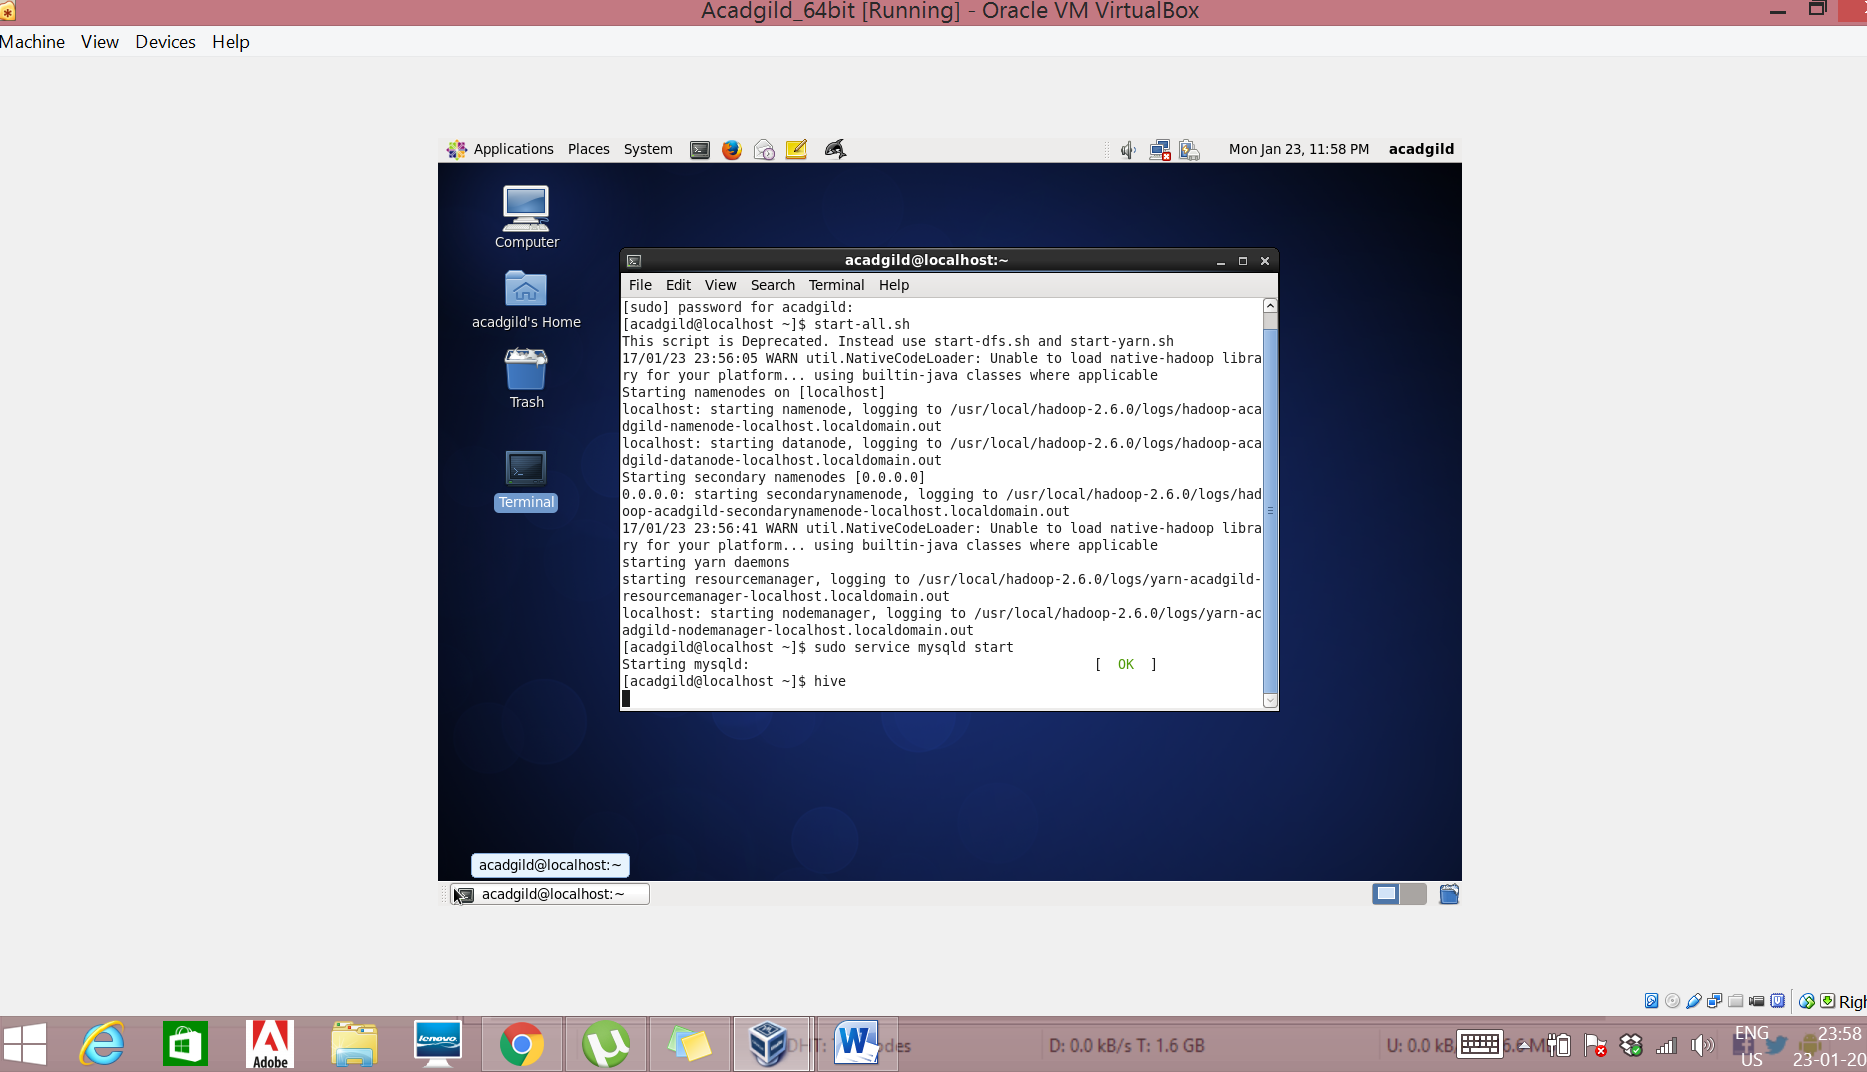 Acadgild_64bit [Running] - Oracle VM VirtualBox
Machine View Devices Help
Applications Places System
Mon Jan 23, 11:58 PM acadgild
Computer
acadgild's Home
Trash
Terminal
acadgild@localhost:~
File Edit View Search Terminal Help
[sudo] password for acadgild:
[acadgild@localhost ~]$ start-all.sh
This script is Deprecated. Instead use start-dfs.sh and start-yarn.sh
17/01/23 23:56:05 WARN util.NativeCodeLoader: Unable to load native-hadoop libra
ry for your platform... using builtin-java classes where applicable
Starting namenodes on [localhost]
localhost: starting namenode, logging to /usr/local/hadoop-2.6.0/logs/hadoop-aca
dgild-namenode-localhost.localdomain.out
localhost: starting datanode, logging to /usr/local/hadoop-2.6.0/logs/hadoop-aca
dgild-datanode-localhost.localdomain.out
Starting secondary namenodes [0.0.0.0]
0.0.0.0: starting secondarynamenode, logging to /usr/local/hadoop-2.6.0/logs/had
oop-acadgild-secondarynamenode-localhost.localdomain.out
17/01/23 23:56:41 WARN util.NativeCodeLoader: Unable to load native-hadoop libra
ry for your platform... using builtin-java classes where applicable
starting yarn daemons
starting resourcemanager, logging to /usr/local/hadoop-2.6.0/logs/yarn-acadgild-
resourcemanager-localhost.localdomain.out
localhost: starting nodemanager, logging to /usr/local/hadoop-2.6.0/logs/yarn-ac
adgild-nodemanager-localhost.localdomain.out
[acadgild@localhost ~]$ sudo service mysqld start
Starting mysqld: [ OK ]
[acadgild@localhost ~]$ hive
acadgild@localhost:~
acadgild@localhost:~
Righ
Adobe
lenovo
DHT:
D: 0.0 kB/s T: 1.6 GB
U: 0.0 kB/
ENG
US
23:58
23-01-20